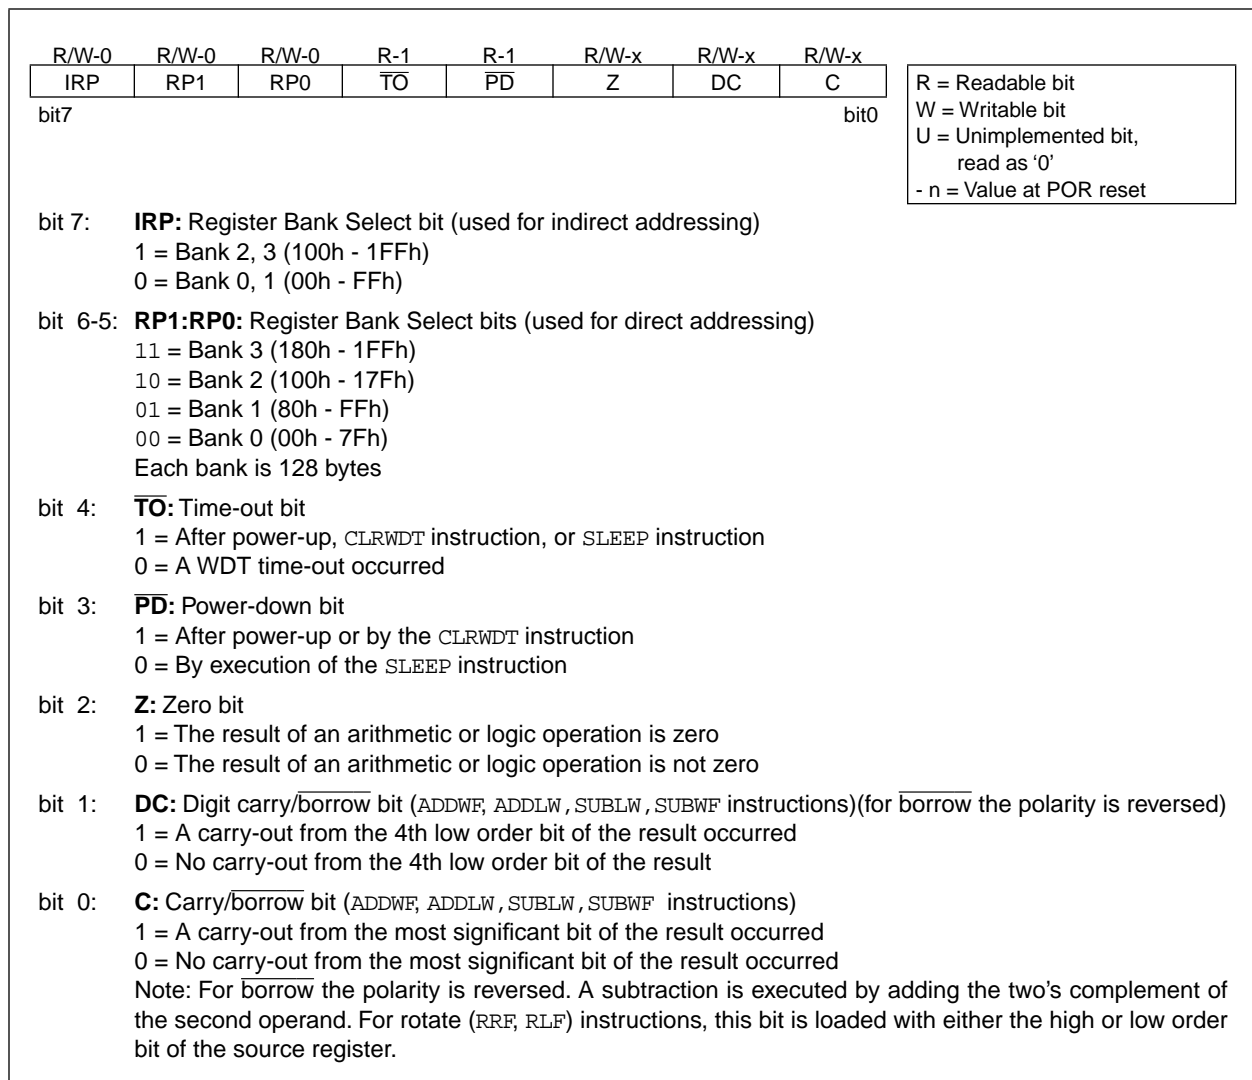 R/W-0 R/W-0 R/W-0 R-1 R-1 R/W-x R/W-x R/W-x
IRP RP1 RP0 T̅O̅ P̅D̅ Z DC C
bit7 bit0
R = Readable bit
W = Writable bit
U = Unimplemented bit,
read as ‘0’
- n = Value at POR reset
bit 7: IRP: Register Bank Select bit (used for indirect addressing)
1 = Bank 2, 3 (100h - 1FFh)
0 = Bank 0, 1 (00h - FFh)
bit 6-5: RP1:RP0: Register Bank Select bits (used for direct addressing)
11 = Bank 3 (180h - 1FFh)
10 = Bank 2 (100h - 17Fh)
01 = Bank 1 (80h - FFh)
00 = Bank 0 (00h - 7Fh)
Each bank is 128 bytes
bit 4: T̅O̅: Time-out bit
1 = After power-up, CLRWDT instruction, or SLEEP instruction
0 = A WDT time-out occurred
bit 3: P̅D̅: Power-down bit
1 = After power-up or by the CLRWDT instruction
0 = By execution of the SLEEP instruction
bit 2: Z: Zero bit
1 = The result of an arithmetic or logic operation is zero
0 = The result of an arithmetic or logic operation is not zero
bit 1: DC: Digit carry/b̅o̅r̅r̅o̅w̅ bit (ADDWF, ADDLW, SUBLW, SUBWF instructions)(for b̅o̅r̅r̅o̅w̅ the polarity is reversed)
1 = A carry-out from the 4th low order bit of the result occurred
0 = No carry-out from the 4th low order bit of the result
bit 0: C: Carry/b̅o̅r̅r̅o̅w̅ bit (ADDWF, ADDLW, SUBLW, SUBWF instructions)
1 = A carry-out from the most significant bit of the result occurred
0 = No carry-out from the most significant bit of the result occurred
Note: For b̅o̅r̅r̅o̅w̅ the polarity is reversed. A subtraction is executed by adding the two’s complement of
the second operand. For rotate (RRF, RLF) instructions, this bit is loaded with either the high or low order
bit of the source register.